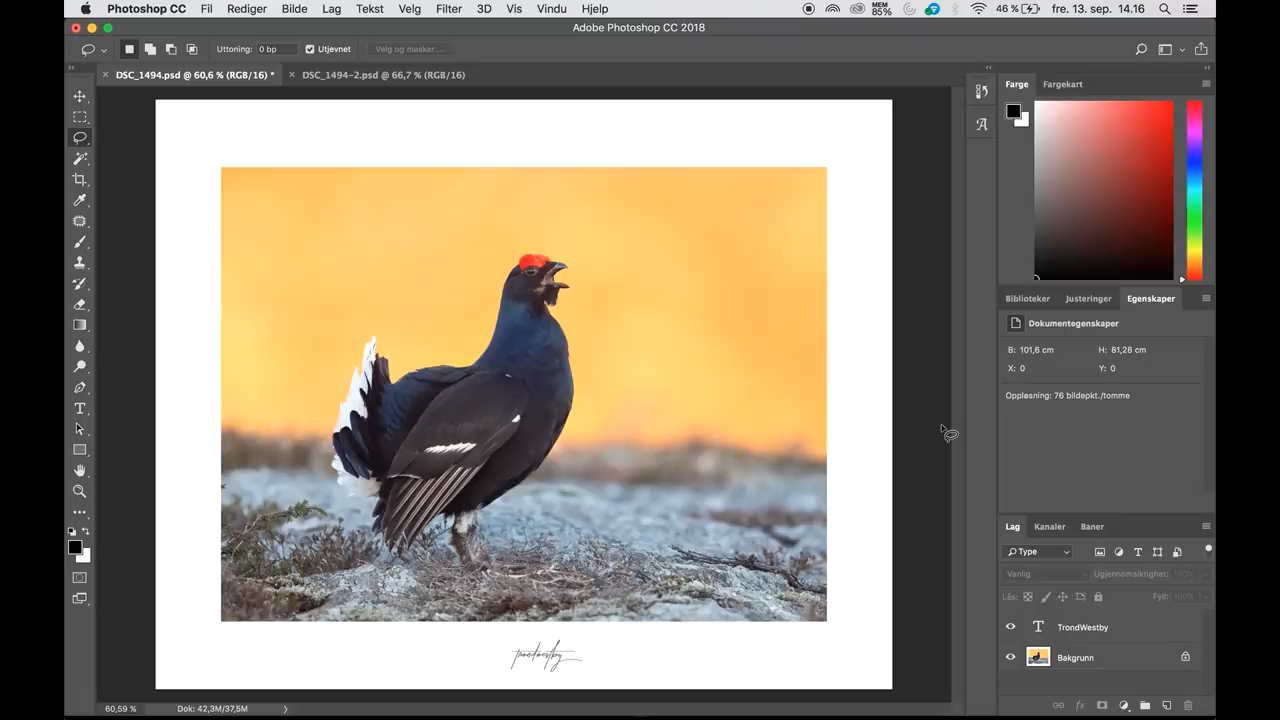 Photoshop CC Fil Rediger Bilde Lag Tekst Velg Filter 3D Vis Vindu Hjelp MEM 85% 46 % fre. 13. sep. 14.16
Adobe Photoshop CC 2018
Uttoning: 0 bp Utjevnet Velg og masker ...
DSC_1494.psd @ 60,6 % (RGB/16) * DSC_1494-2.psd @ 66,7 % (RGB/16)
Farge Fargekart
Biblioteker Justeringer Egenskaper
Dokumentegenskaper
B: 101,6 cm H: 81,28 cm
X: 0 Y: 0
Oppløsning: 76 bildepkt./tomme
Lag Kanaler Baner
Type
Vanlig Ugjennomsiktighet: 100%
Lås: Fyll: 100%
TrondWestby
Bakgrunn
trondwestby
60,59 % Dok: 42,3M/37,5M